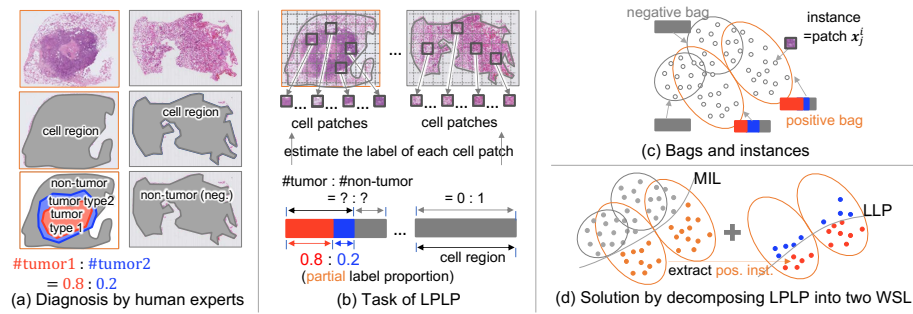 cell region
non-tumor
tumor type2
tumor
type 1
non-tumor (neg.)
#tumor1 : #tumor2
= 0.8 : 0.2
(a) Diagnosis by human experts
...
... ...
cell patches cell patches
estimate the label of each cell patch
#tumor : #non-tumor
= ? : ? = 0 : 1
...
0.8 : 0.2 cell region
(partial label proportion)
(b) Task of LPLP
negative bag
instance
=patch x_j^i
positive bag
(c) Bags and instances
MIL
LLP
extract pos. inst.
(d) Solution by decomposing LPLP into two WSL